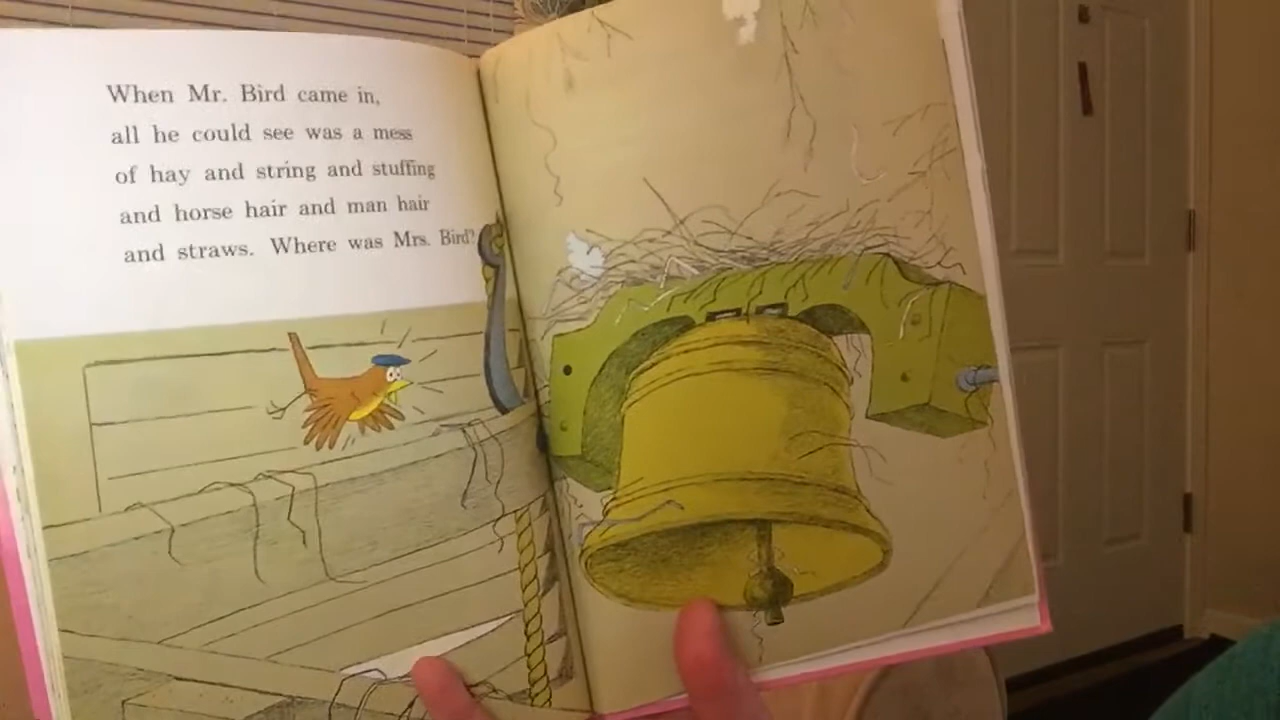 When Mr. Bird came in,
all he could see was a mess
of hay and string and stuffing
and horse hair and man hair
and straws. Where was Mrs. Bird?